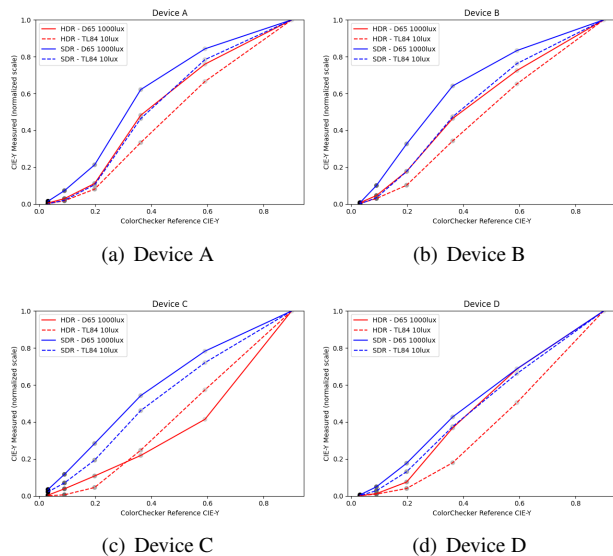 Device A
HDR - D65 1000lux
HDR - TL84 10lux
SDR - D65 1000lux
SDR - TL84 10lux
CIE-Y Measured (normalized scale)
1.0
0.8
0.6
0.4
0.2
0.0
0.0 0.2 0.4 0.6 0.8
ColorChecker Reference CIE-Y
(a) Device A
Device B
HDR - D65 1000lux
HDR - TL84 10lux
SDR - D65 1000lux
SDR - TL84 10lux
CIE-Y Measured (normalized scale)
1.0
0.8
0.6
0.4
0.2
0.0
0.0 0.2 0.4 0.6 0.8
ColorChecker Reference CIE-Y
(b) Device B
Device C
HDR - D65 1000lux
HDR - TL84 10lux
SDR - D65 1000lux
SDR - TL84 10lux
CIE-Y Measured (normalized scale)
1.0
0.8
0.6
0.4
0.2
0.0
0.0 0.2 0.4 0.6 0.8
ColorChecker Reference CIE-Y
(c) Device C
Device D
HDR - D65 1000lux
HDR - TL84 10lux
SDR - D65 1000lux
SDR - TL84 10lux
CIE-Y Measured (normalized scale)
1.0
0.8
0.6
0.4
0.2
0.0
0.0 0.2 0.4 0.6 0.8
ColorChecker Reference CIE-Y
(d) Device D